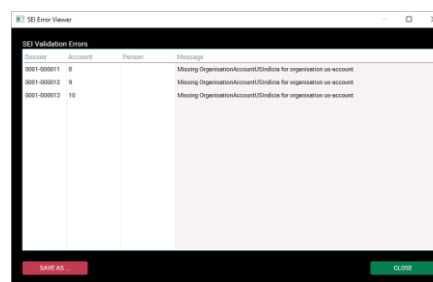 SEI Error Viewer
SEI Validation Errors
Dossier Account Person Message
0001-000011 8 Missing OrganisationAccountUSIndicia for organisation us-account
0001-000012 9 Missing OrganisationAccountUSIndicia for organisation us-account
0001-000013 10 Missing OrganisationAccountUSIndicia for organisation us-account
SAVE AS ... CLOSE